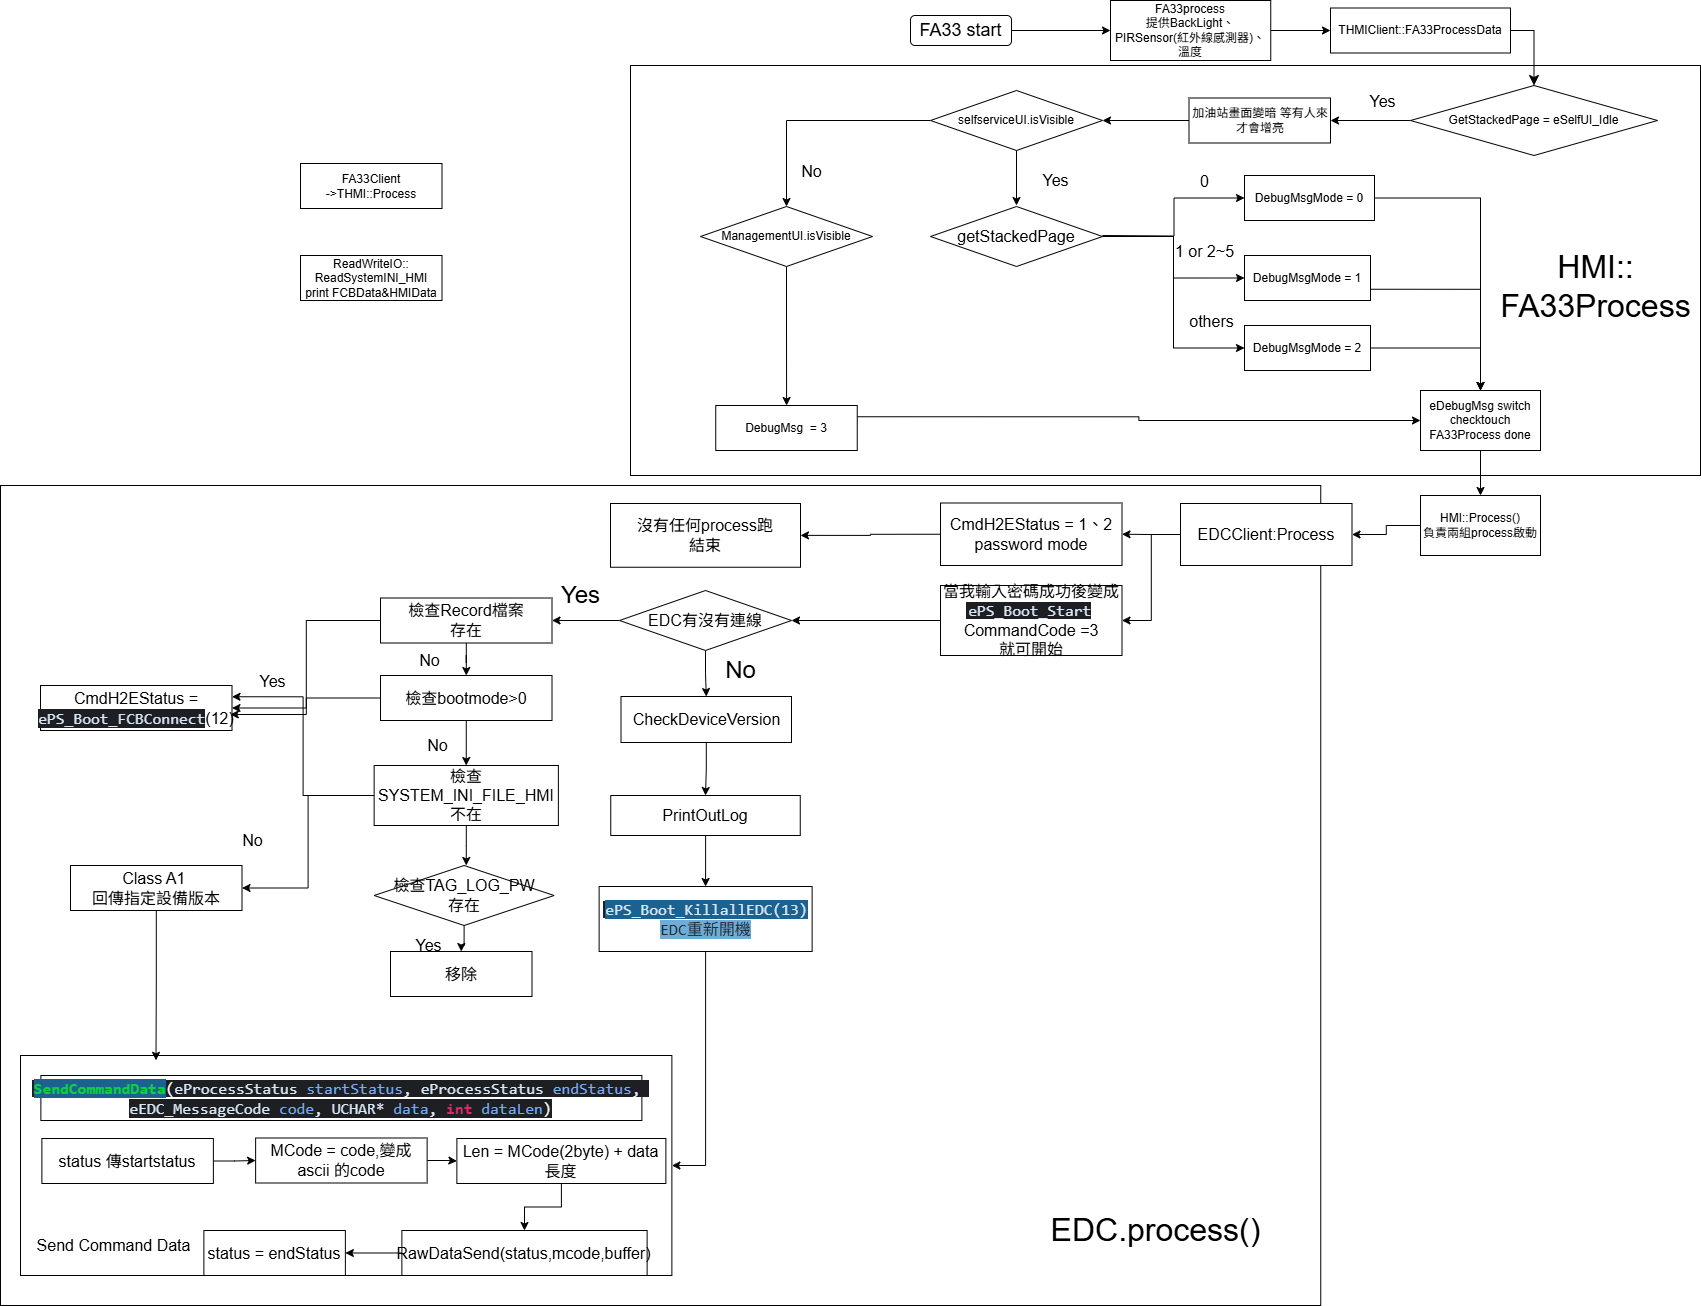 FA33 start
FA33process
提供BackLight、
PIRSensor(紅外線感測器)、
溫度
THMIClient::FA33ProcessData
GetStackedPage = eSelfUI_Idle
Yes
加油站畫面變暗 等有人來
才會增亮
selfserviceUI.isVisible
No
Yes
ManagementUI.isVisible
getStackedPage
0
DebugMsgMode = 0
1 or 2~5
DebugMsgMode = 1
others
DebugMsgMode = 2
HMI::
FA33Process
DebugMsg  = 3
eDebugMsg switch
checktouch
FA33Process done
FA33Client
->THMI::Process
ReadWriteIO::
ReadSystemINI_HMI
print FCBData&HMIData
HMI::Process()
負責兩組process啟動
EDCClient:Process
CmdH2EStatus = 1、2
password mode
沒有任何process跑
結束
當我輸入密碼成功後變成
ePS_Boot_Start
CommandCode =3
就可開始
EDC有沒有連線
Yes
No
檢查Record檔案
存在
No
檢查bootmode>0
Yes
CmdH2EStatus =
ePS_Boot_FCBConnect(12)
No
檢查
SYSTEM_INI_FILE_HMI
不在
No
Class A1
回傳指定設備版本
檢查TAG_LOG_PW
存在
Yes
移除
CheckDeviceVersion
PrintOutLog
ePS_Boot_KillallEDC(13)
EDC重新開機
SendCommandData(eProcessStatus startStatus, eProcessStatus endStatus,
eEDC_MessageCode code, UCHAR* data, int dataLen)
status 傳startstatus
MCode = code,變成
ascii 的code
Len = MCode(2byte) + data
長度
RawDataSend(status,mcode,buffer)
status = endStatus
Send Command Data
EDC.process()